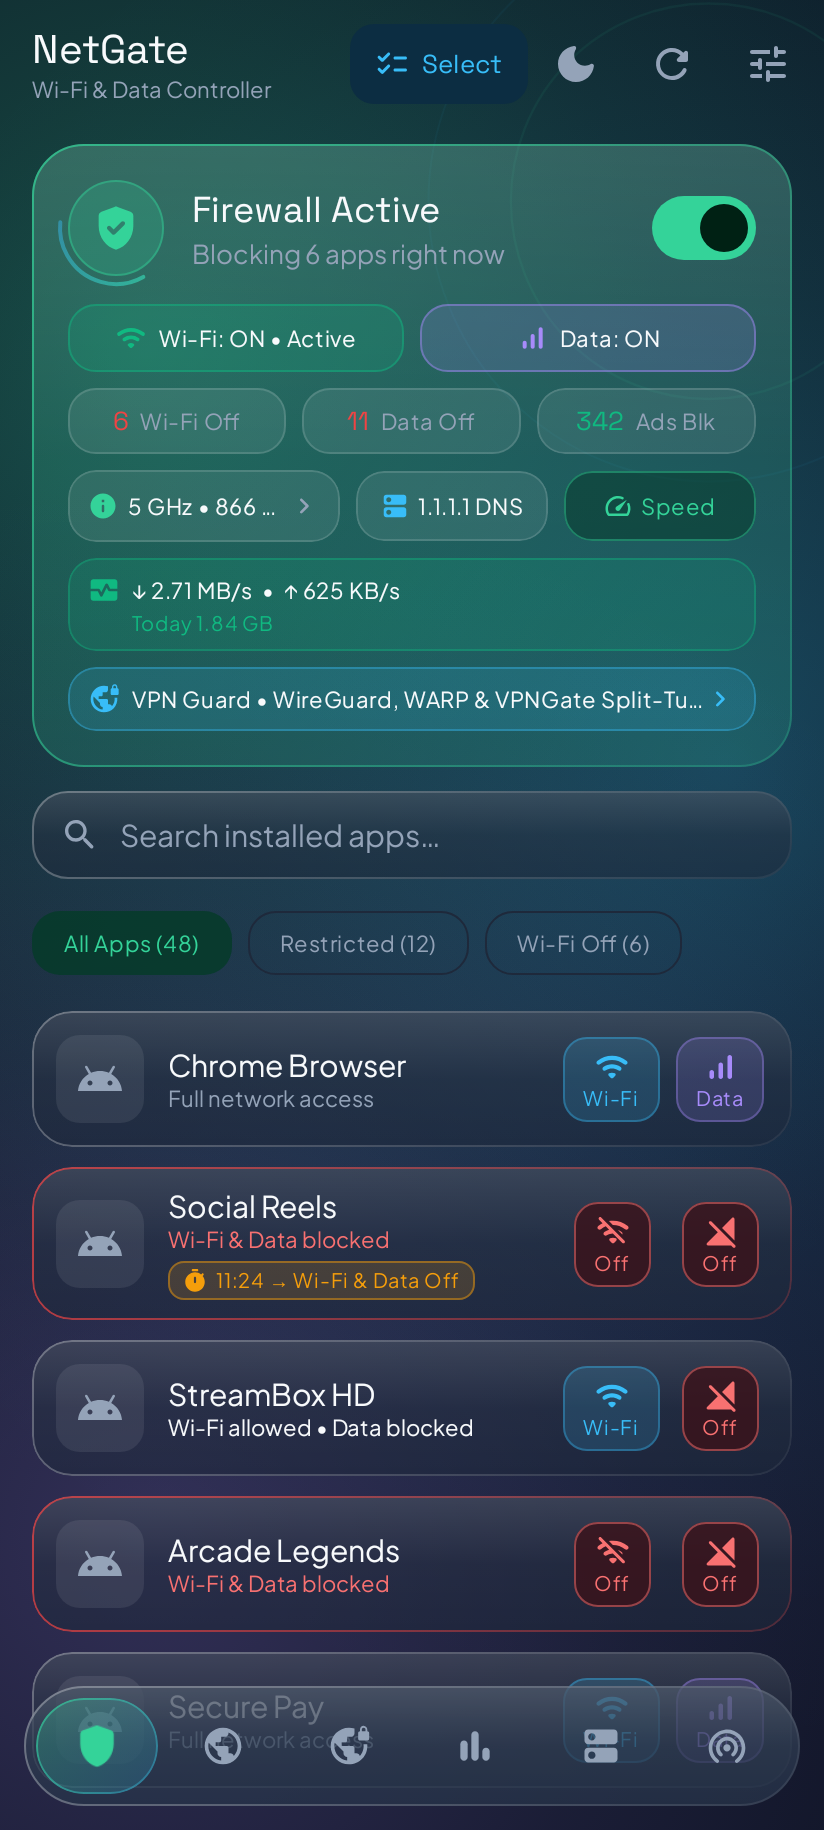 NetGate
Wi-Fi & Data Controller
Select
Firewall Active
Blocking 6 apps right now
Wi-Fi: ON • Active
Data: ON
6 Wi-Fi Off
11 Data Off
342 Ads Blk
5 GHz • 866 ...
1.1.1.1 DNS
Speed
↓ 2.71 MB/s • ↑ 625 KB/s
Today 1.84 GB
VPN Guard • WireGuard, WARP & VPNGate Split-Tu...
Search installed apps...
All Apps (48)
Restricted (12)
Wi-Fi Off (6)
Chrome Browser
Full network access
Wi-Fi
Data
Social Reels
Wi-Fi & Data blocked
11:24 → Wi-Fi & Data Off
Off
Off
StreamBox HD
Wi-Fi allowed • Data blocked
Wi-Fi
Off
Arcade Legends
Wi-Fi & Data blocked
Off
Off
Secure Pay
Full network access